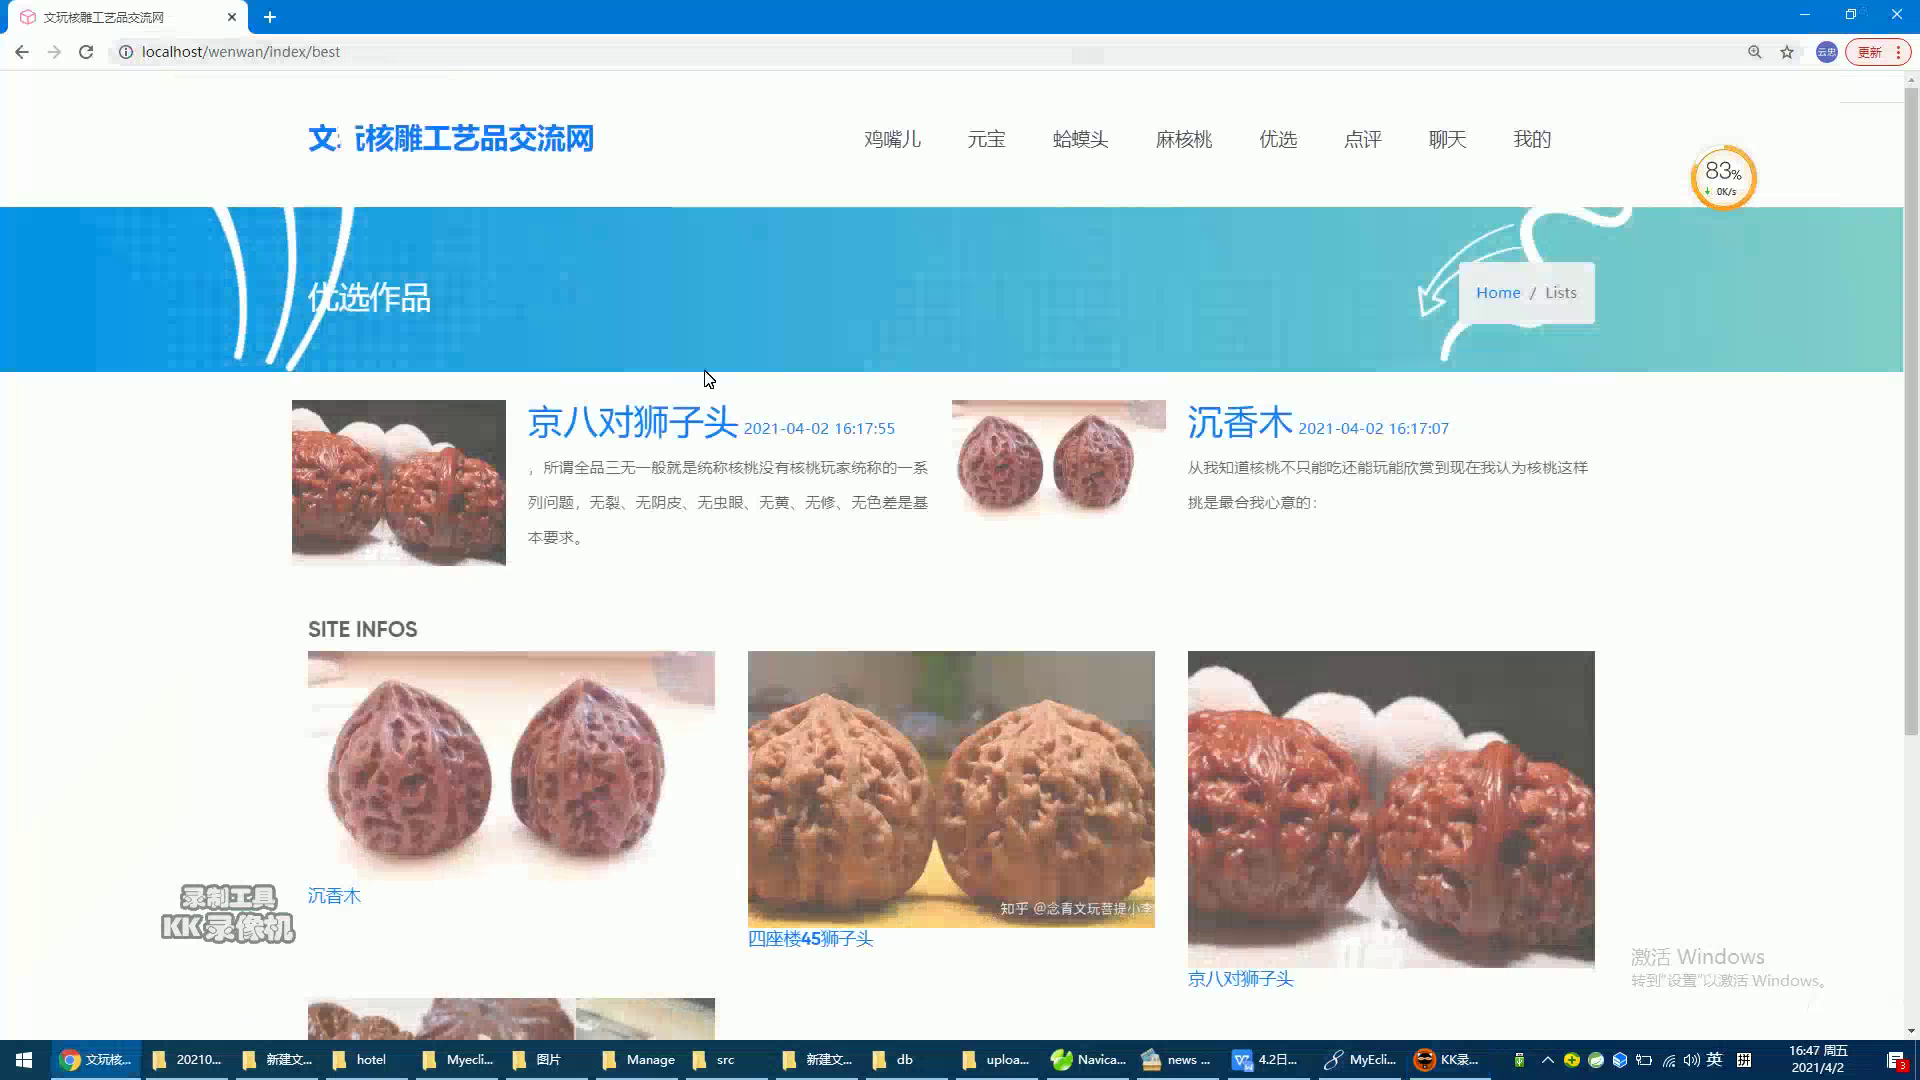 文玩核雕工艺品交流网
localhost/wenwan/index/best
云忠
更新
文玩核雕工艺品交流网
鸡嘴儿 元宝 蛤蟆头 麻核桃 优选 点评 聊天 我的
83%
0K/s
优选作品
Home / Lists
京八对狮子头 2021-04-02 16:17:55
，所谓全品三无一般就是统称核桃没有核桃玩家统称的一系
列问题，无裂、无阴皮、无虫眼、无黄、无修、无色差是基
本要求。
沉香木 2021-04-02 16:17:07
从我知道核桃不只能吃还能玩能欣赏到现在我认为核桃这样
挑是最合我心意的：
SITE INFOS
沉香木
知乎 @念青文玩菩提小李
四座楼45狮子头
京八对狮子头
录制工具
KK录像机
激活 Windows
转到“设置”以激活 Windows。
文玩核... 20210... 新建文... hotel Myecli... 图片 Manage src 新建文... db uploa... Navica... news ... 4.2日... MyEcli... KK录... 英 拼
16:47 周五
2021/4/2
3